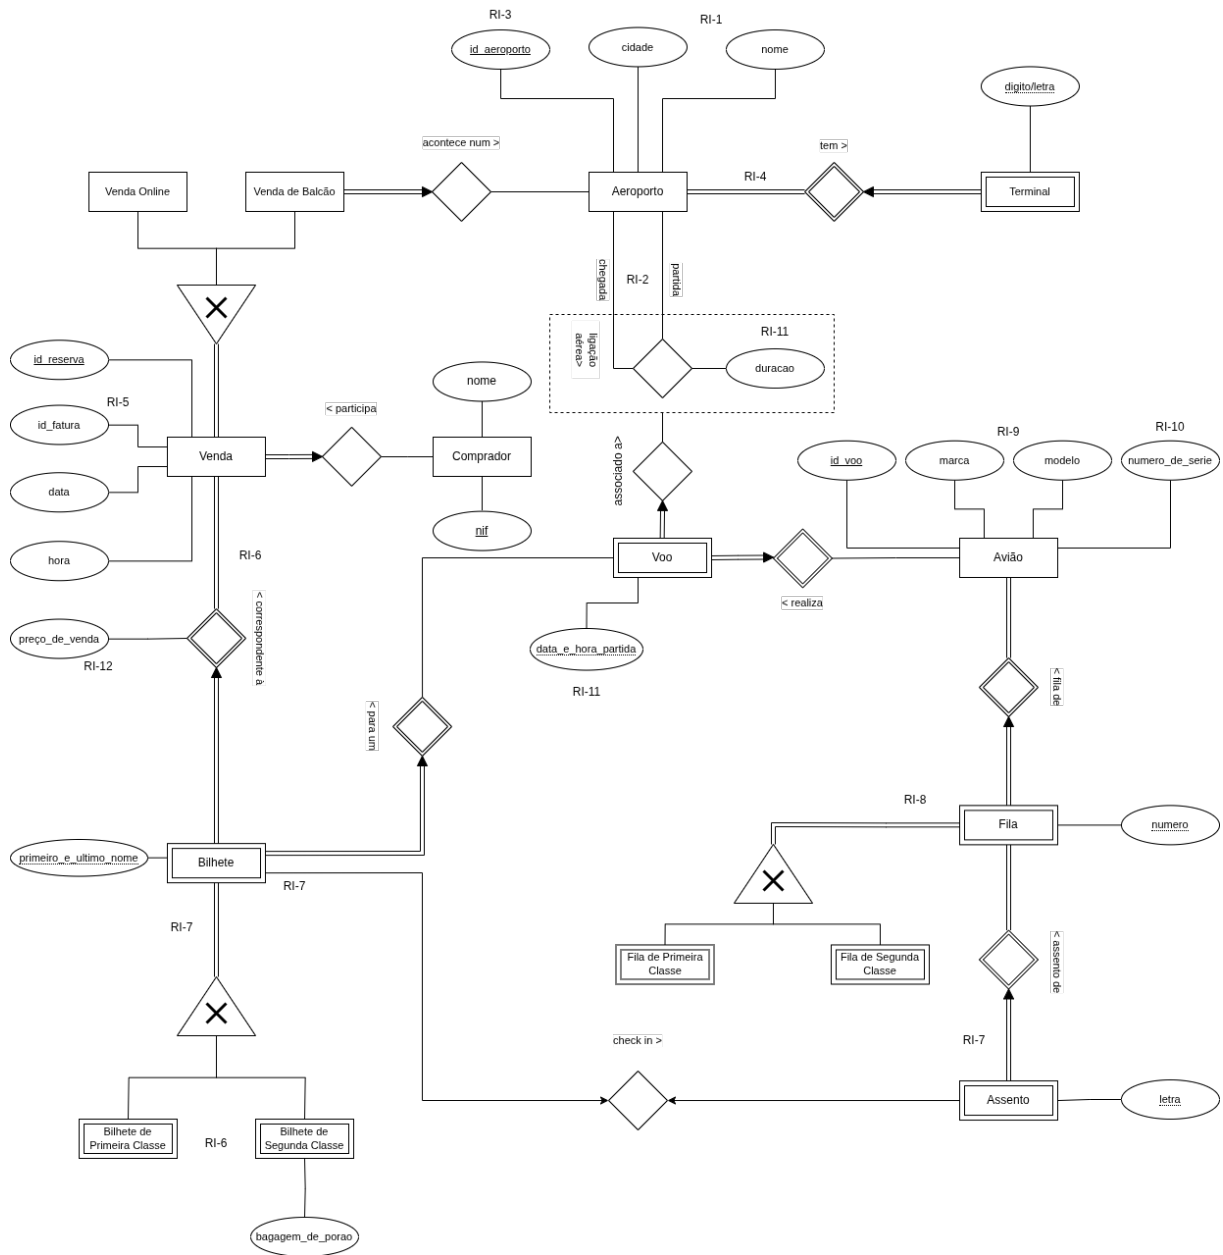 RI-3
RI-1
id_aeroporto
cidade
nome
digito/letra
acontece num >
tem >
RI-4
Venda Online
Venda de Balcão
Aeroporto
Terminal
chegada
RI-2
partida
ligação
aérea>
RI-11
duracao
id_reserva
nome
RI-5
< participa
id_fatura
Venda
Comprador
associado a>
RI-9
RI-10
id_voo
marca
modelo
numero_de_serie
data
nif
RI-6
hora
Voo
Avião
< correspondente à
< realiza
preço_de_venda
RI-12
data_e_hora_partida
RI-11
< fila de
< para um
RI-8
Fila
numero
primeiro_e_ultimo_nome
Bilhete
RI-7
RI-7
< assento de
Fila de Primeira
Classe
Fila de Segunda
Classe
check in >
RI-7
Assento
letra
Bilhete de
Primeira Classe
RI-6
Bilhete de
Segunda Classe
bagagem_de_porao